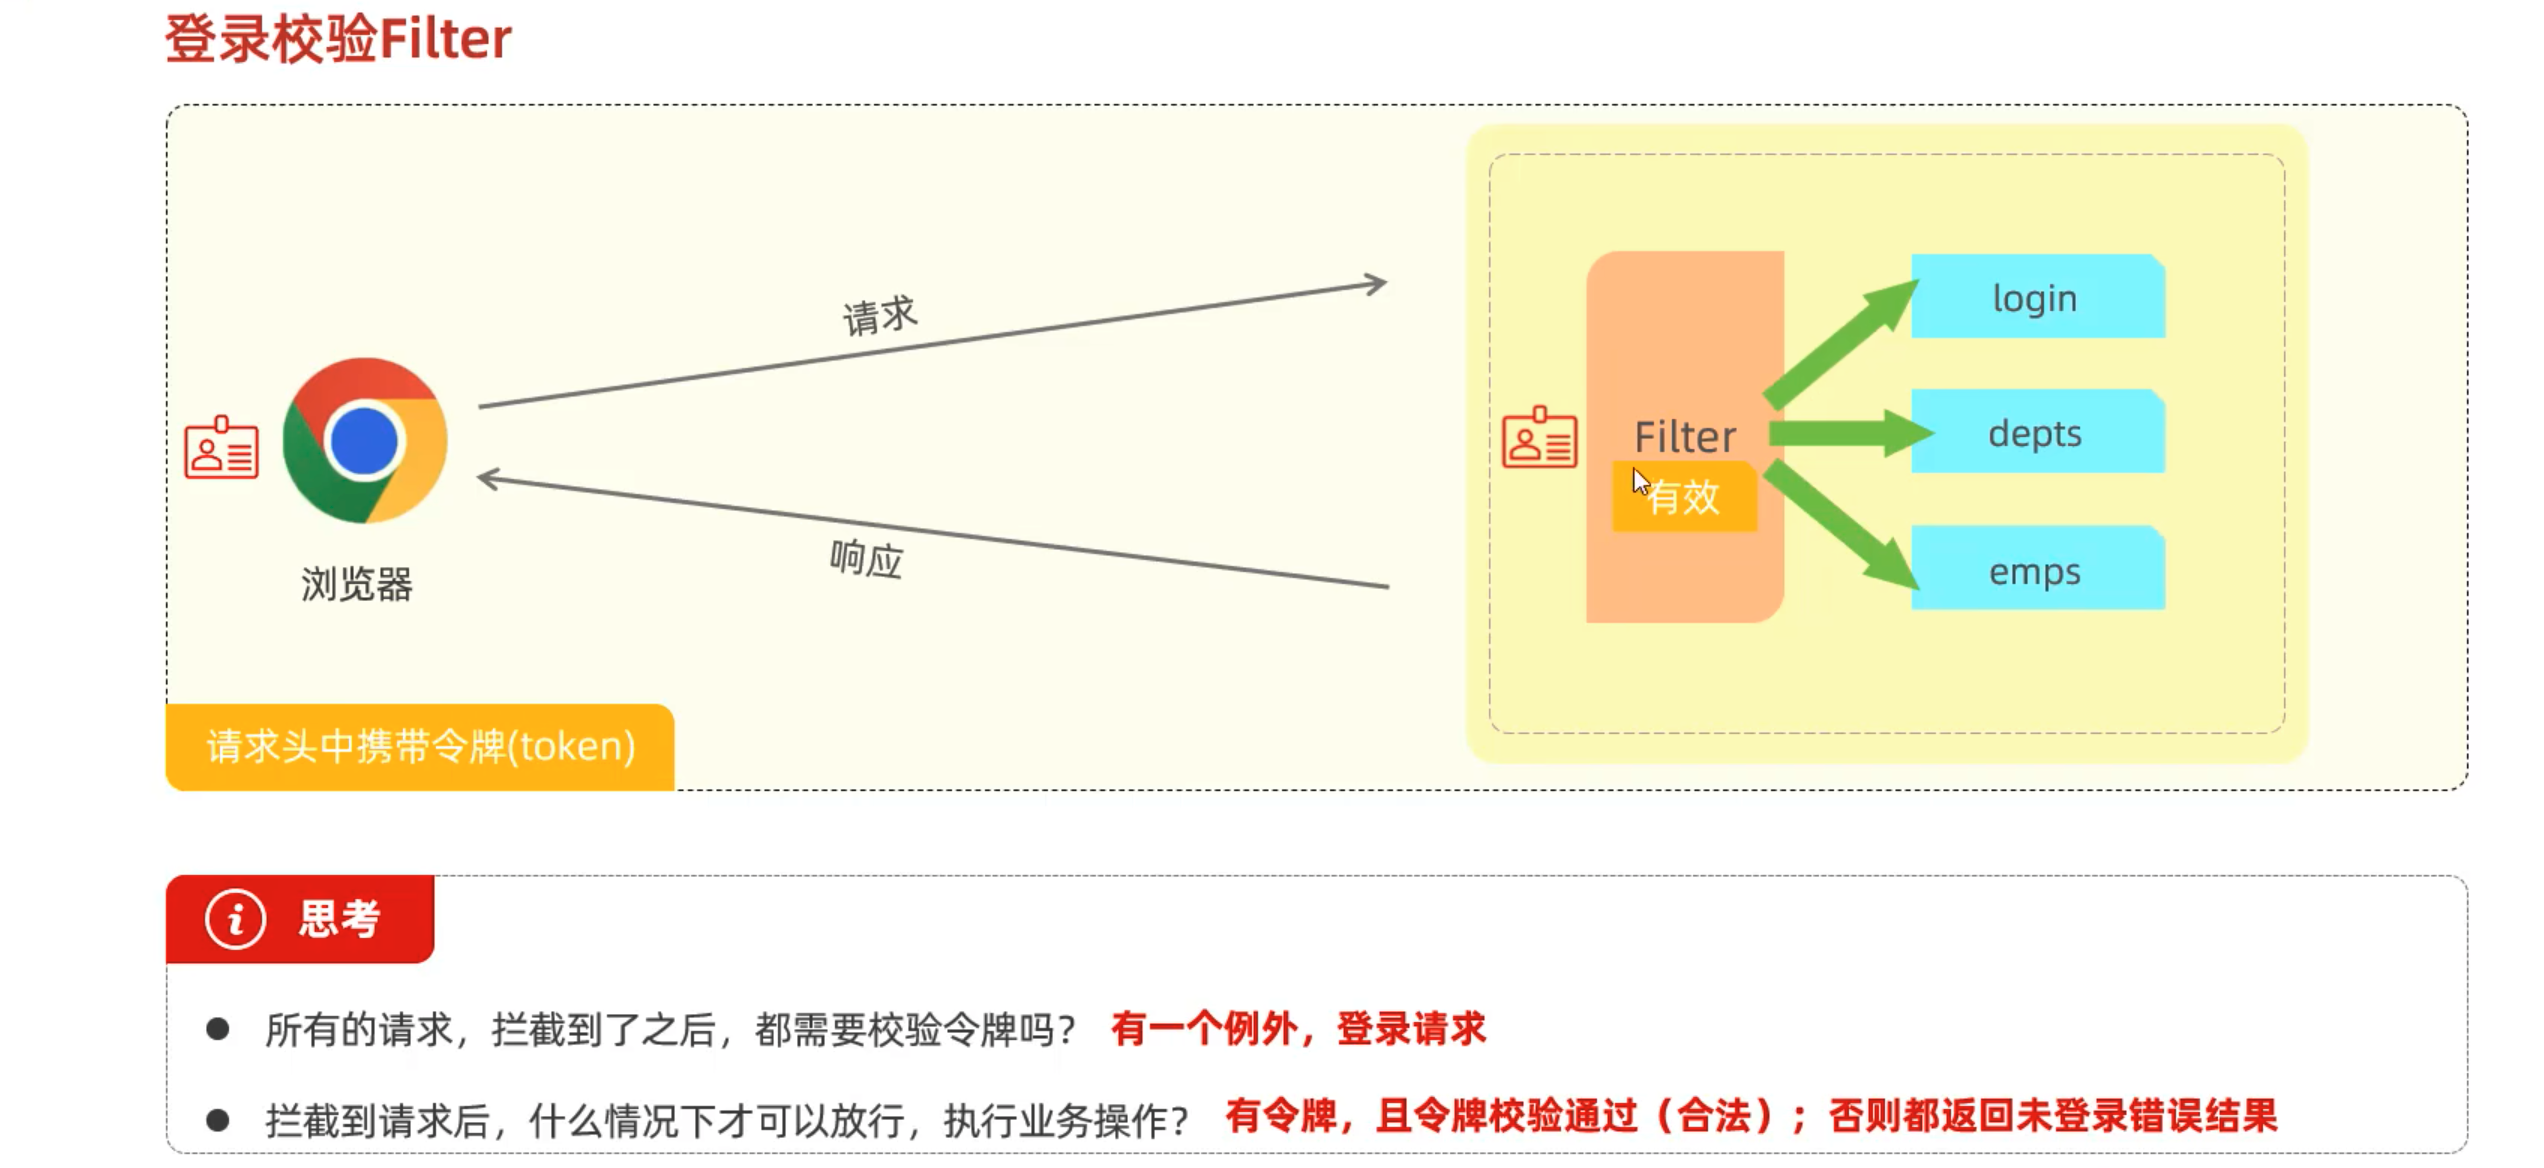 登录校验Filter
请求
login
depts
Filter
有效
emps
响应
浏览器
请求头中携带令牌(token)
思考
所有的请求，拦截到了之后，都需要校验令牌吗？ 有一个例外，登录请求
拦截到请求后，什么情况下才可以放行，执行业务操作？ 有令牌，且令牌校验通过（合法）；否则都返回未登录错误结果